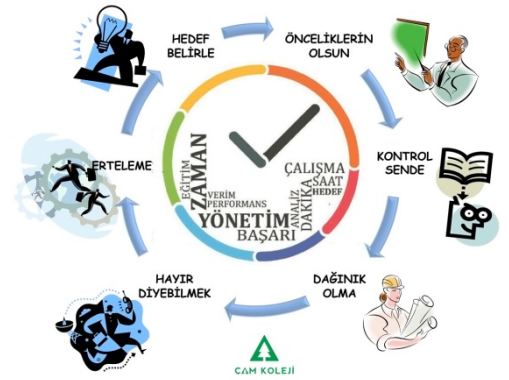 HEDEF
BELİRLE
ÖNCELİKLERİN
OLSUN
KONTROL
SENDE
DAĞINIK
OLMA
HAYIR
DİYEBİLMEK
ERTELEME
EĞİTİM
ZAMAN
VERİM
PERFORMANS
YÖNETİM
BAŞARI
ANALİZ
DAKİKA
ÇALIŞMA
SAAT
HEDEF
ÇAM KOLEJİ